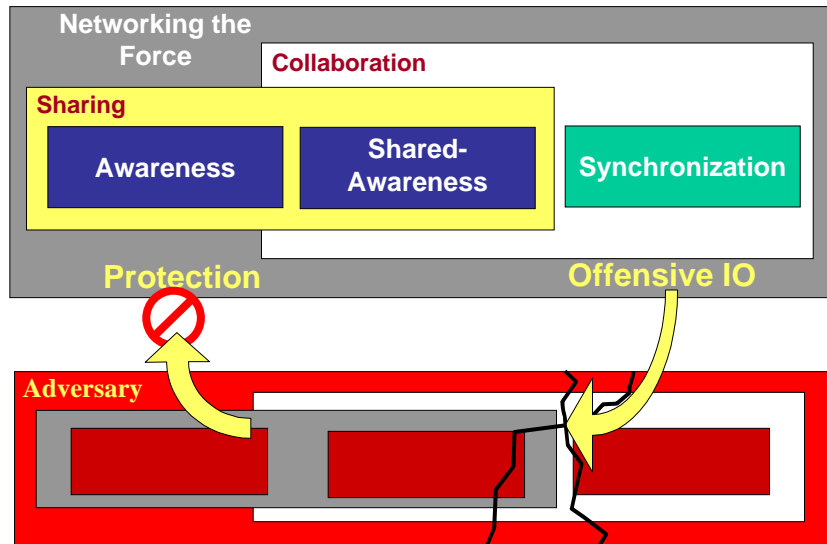 Networking the
Force
Collaboration
Sharing
Awareness
Shared-
Awareness
Synchronization
Protection
Offensive IO
Adversary